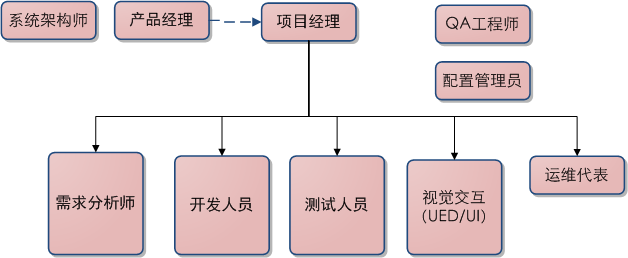 系统架构师
产品经理
项目经理
QA工程师
配置管理员
需求分析师
开发人员
测试人员
视觉交互
(UED/UI)
运维代表